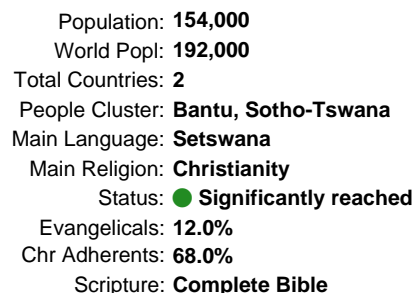 Population: 154,000
World Popl: 192,000
Total Countries: 2
People Cluster: Bantu, Sotho-Tswana
Main Language: Setswana
Main Religion: Christianity
Status: Significantly reached
Evangelicals: 12.0%
Chr Adherents: 68.0%
Scripture: Complete Bible